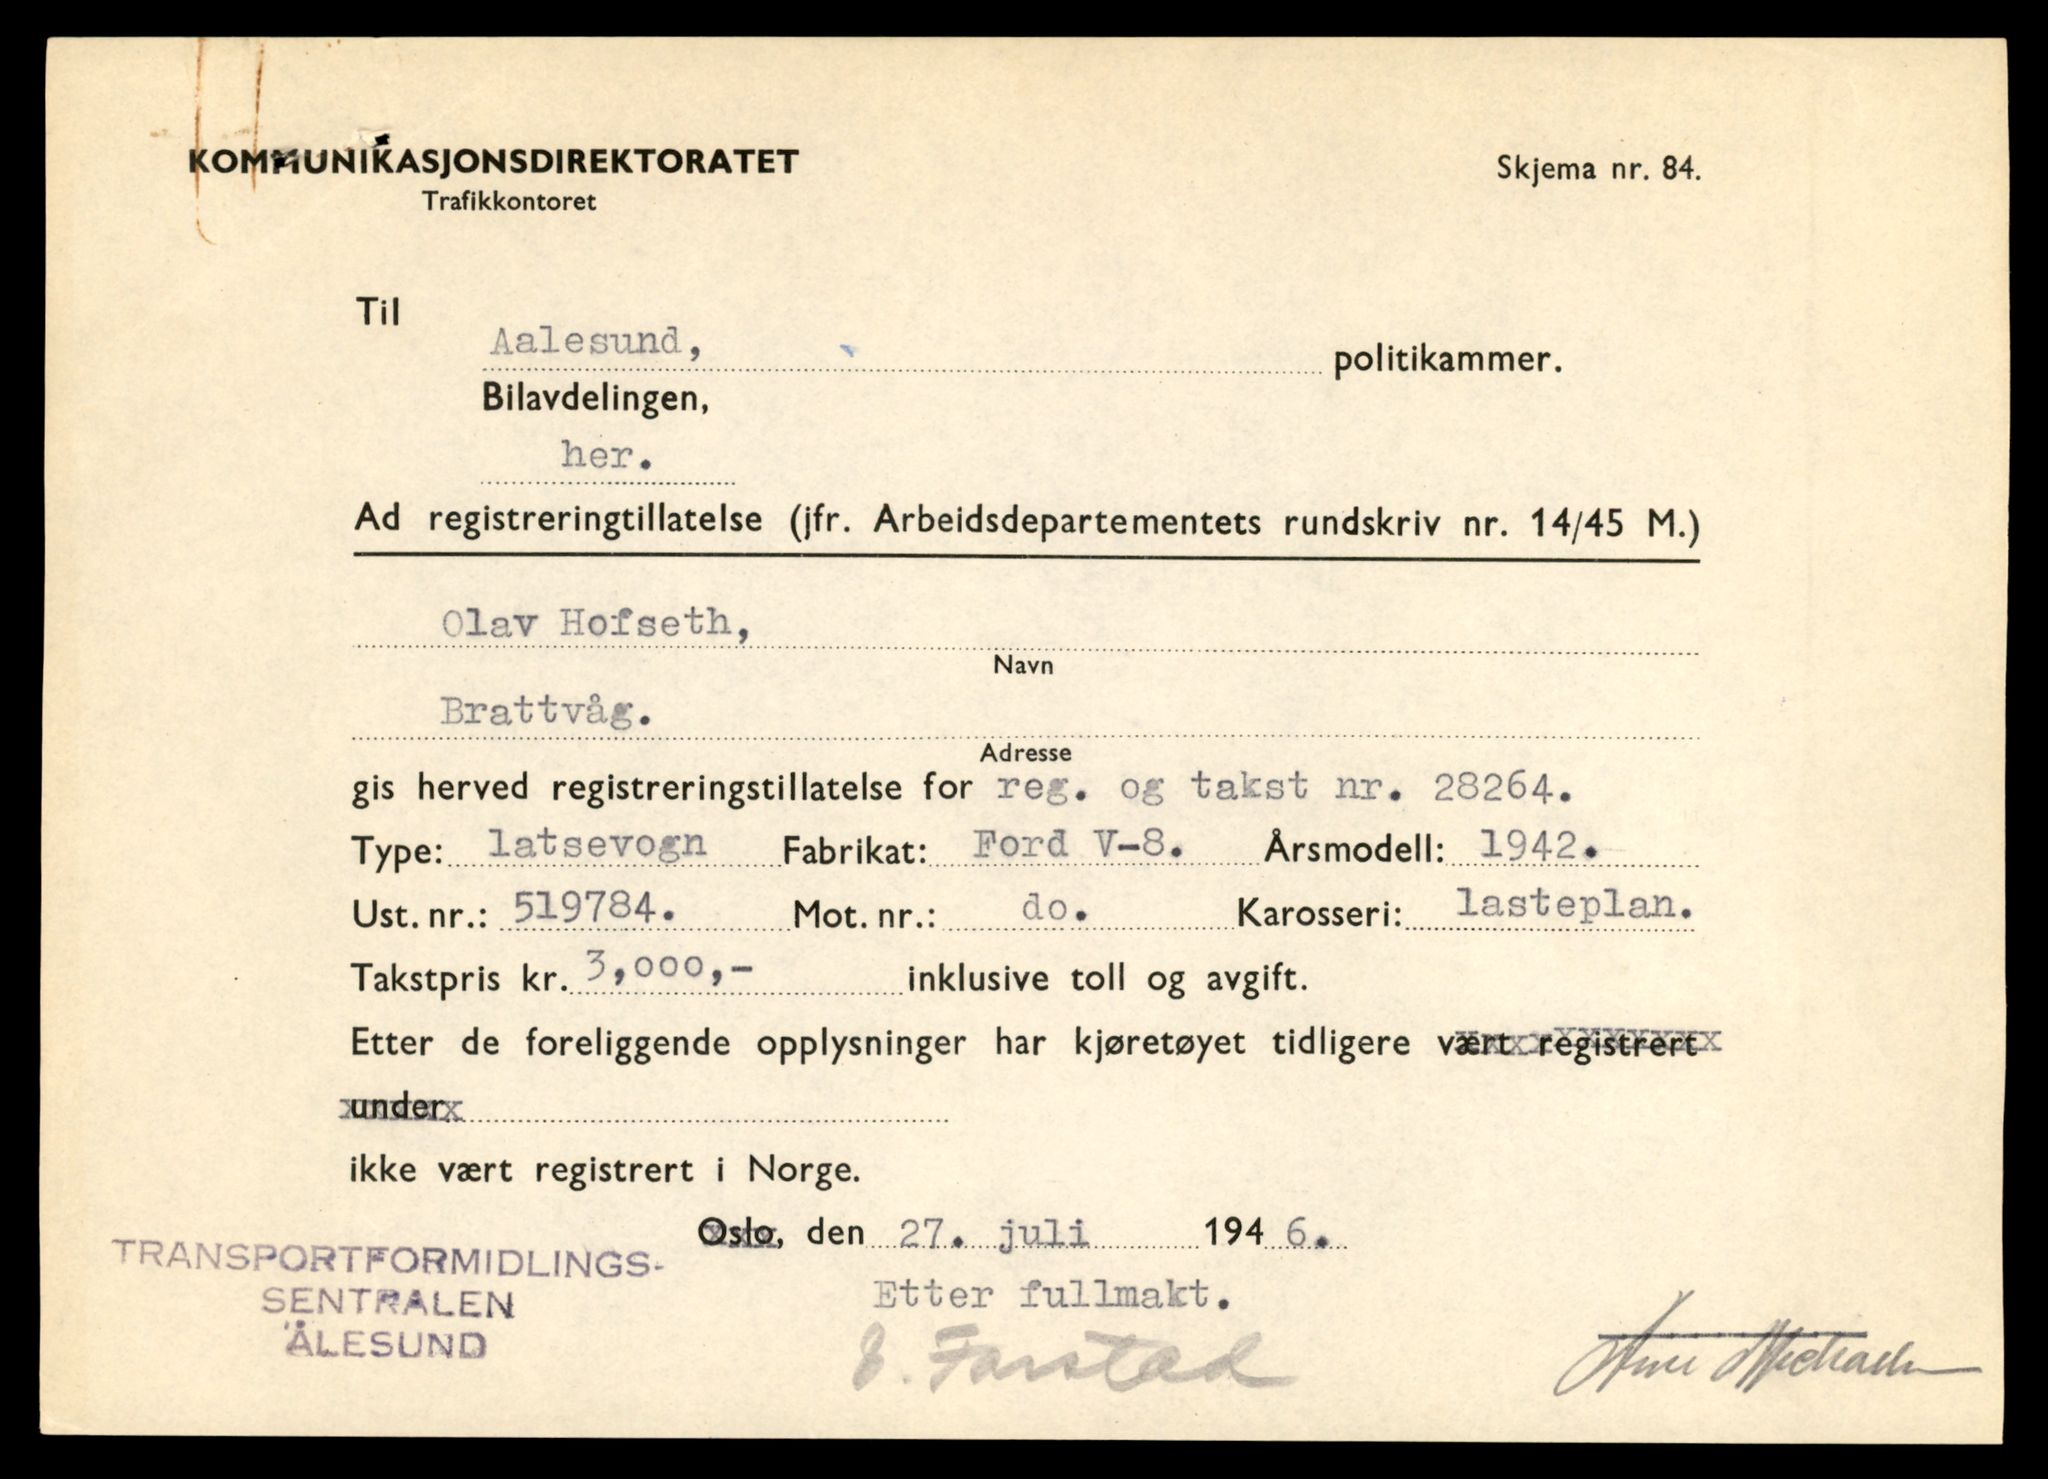 KOMMUNIKASJONSDIREKTORATET
Trafikkontoret
Skjema nr. 84.
Til
Aalesund, politikammer.
Bilavdelingen,
her.
Ad registreringtillatelse (jfr. Arbeidsdepartementets rundskriv nr. 14/45 M.)
Olav Hofseth,
Navn
Brattvåg.
Adresse
gis herved registreringstillatelse for reg. og takst nr. 28264.
Type: latsevogn Fabrikat: Ford V-8. Årsmodell: 1942.
Ust. nr.: 519784. Mot. nr.: do. Karosseri: lasteplan.
Takstpris kr. 3,000,- inklusive toll og avgift.
Etter de foreliggende opplysninger har kjøretøyet tidligere vært registrert
under
ikke vært registrert i Norge.
Oslo, den 27. juli 1946.
Etter fullmakt.
TRANSPORTFORMIDLINGS-
SENTRALEN
ÅLESUND
E. Farstad